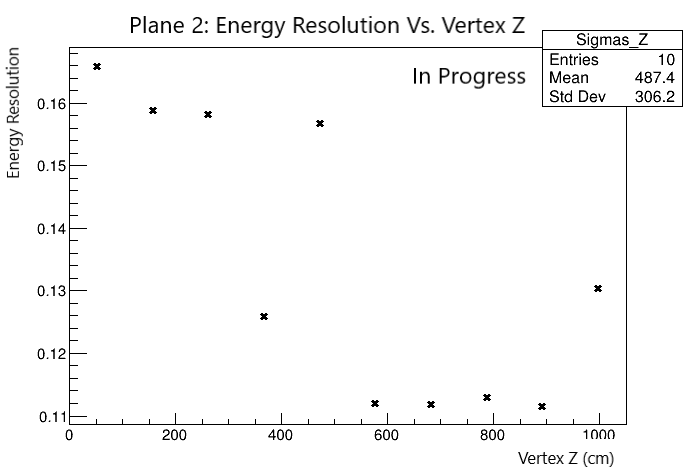 Plane 2: Energy Resolution Vs. Vertex Z
Sigmas_Z
Entries 10
Mean 487.4
Std Dev 306.2
In Progress
Energy Resolution
0.16
0.15
0.14
0.13
0.12
0.11
0 200 400 600 800 1000
Vertex Z (cm)